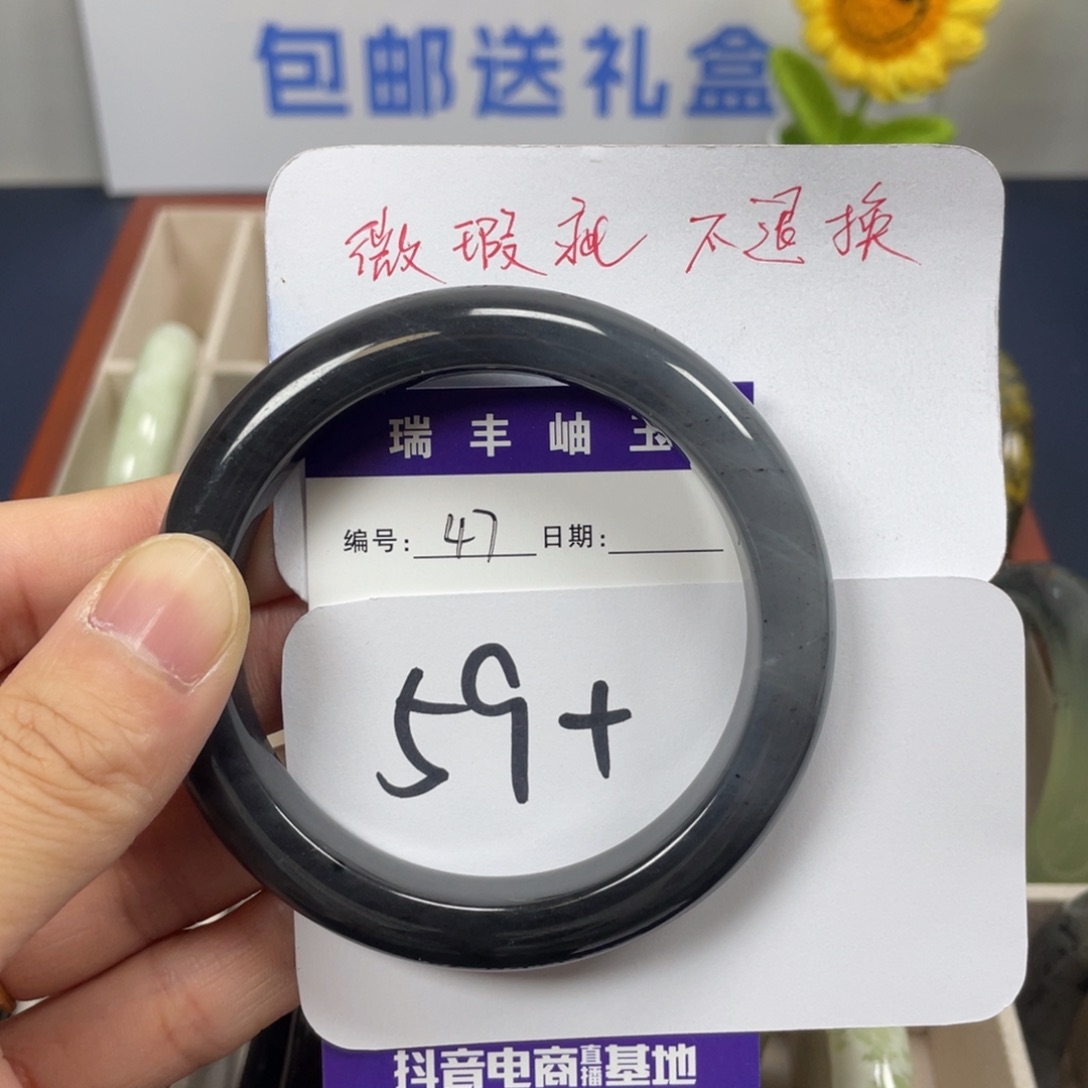 包邮送礼盒
微瑕疵 不退换
瑞丰岫玉
编号: 47 日期:
59+
抖音电商直播基地